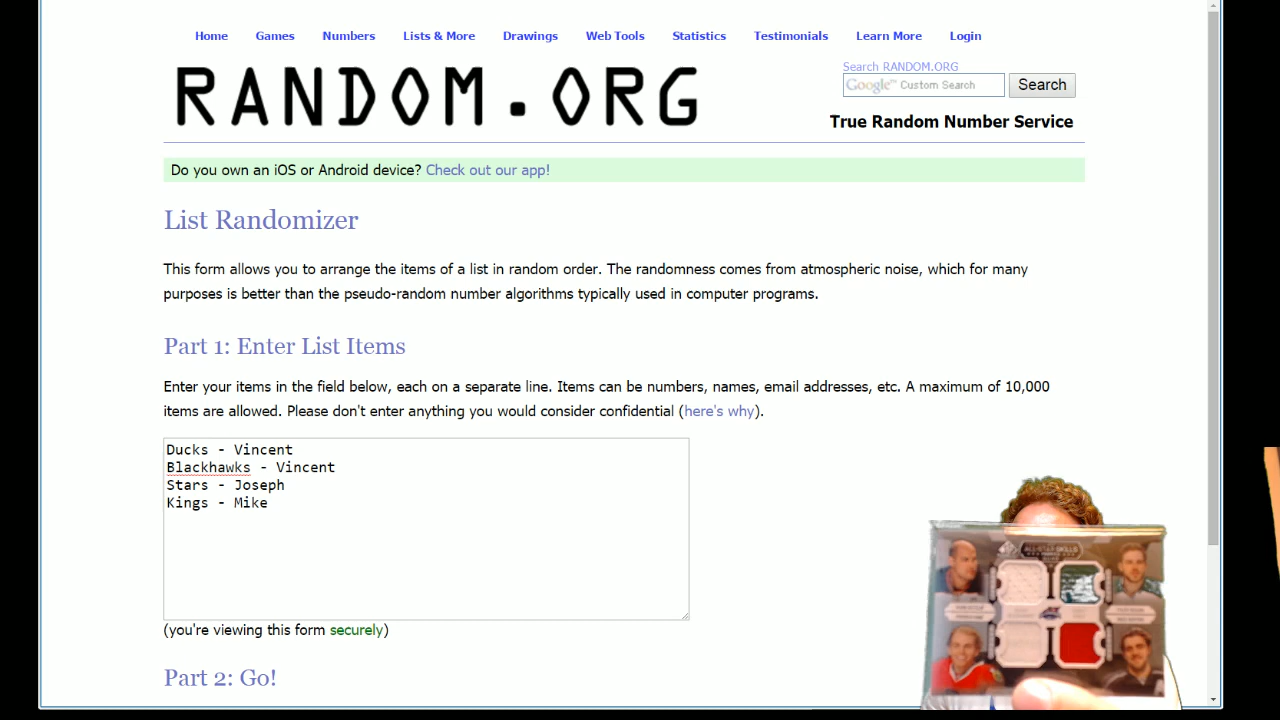 Home Games Numbers Lists & More Drawings Web Tools Statistics Testimonials Learn More Login
RANDOM.ORG
Search RANDOM.ORG
Google™ Custom Search Search
True Random Number Service
Do you own an iOS or Android device? Check out our app!
List Randomizer
This form allows you to arrange the items of a list in random order. The randomness comes from atmospheric noise, which for many
purposes is better than the pseudo-random number algorithms typically used in computer programs.
Part 1: Enter List Items
Enter your items in the field below, each on a separate line. Items can be numbers, names, email addresses, etc. A maximum of 10,000
items are allowed. Please don't enter anything you would consider confidential (here's why).
Ducks - Vincent
Blackhawks - Vincent
Stars - Joseph
Kings - Mike
(you're viewing this form securely)
Part 2: Go!
ALL-STAR SKILLS